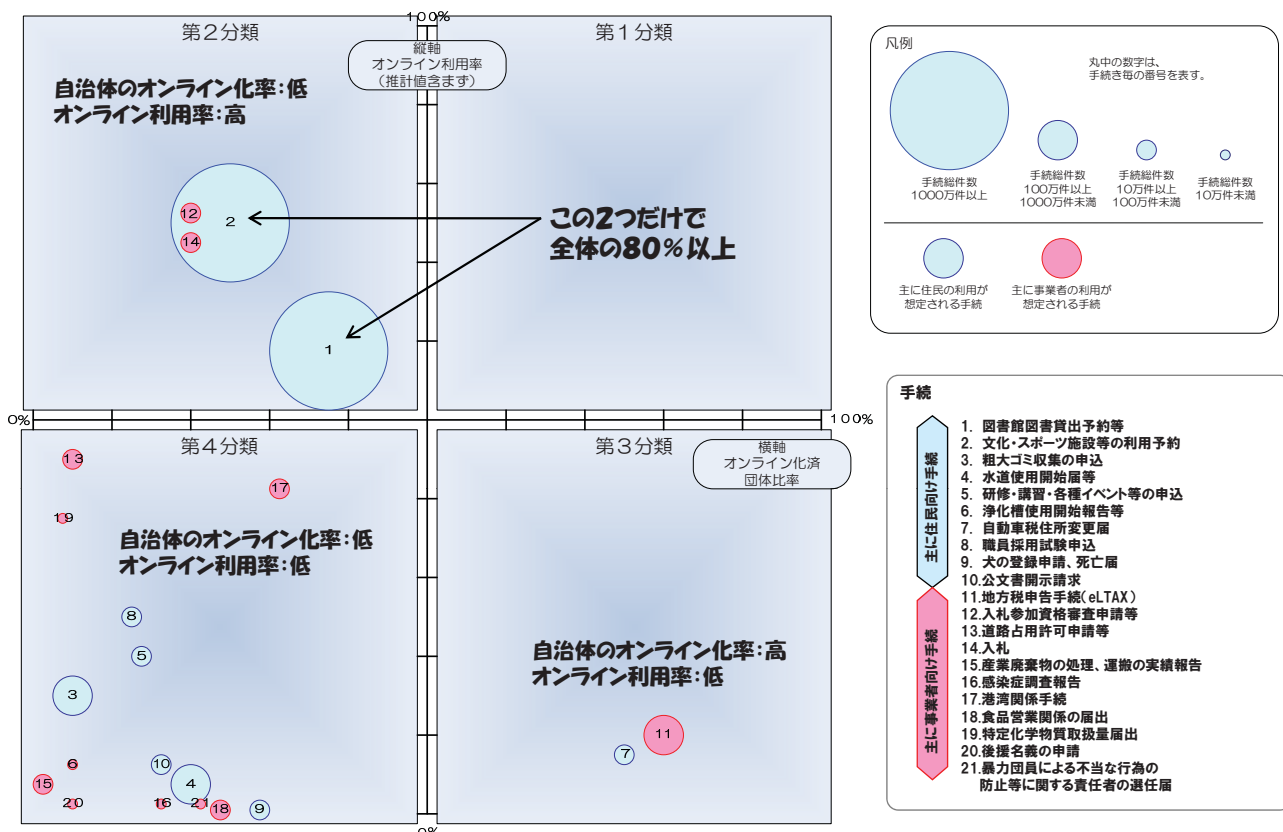 100%
第2分類
第1分類
縦軸
オンライン利用率
(推計値含まず)
自治体のオンライン化率:低
オンライン利用率:高
12
2
14
この2つだけで
全体の80%以上
1
凡例
丸中の数字は、
手続き毎の番号を表す。
手続総件数
1000万件以上
手続総件数
100万件以上
1000万件未満
手続総件数
10万件以上
100万件未満
手続総件数
10万件未満
主に住民の利用が
想定される手続
主に事業者の利用が
想定される手続
0%
100%
第4分類
第3分類
横軸
オンライン化済
団体比率
13
17
19
自治体のオンライン化率:低
オンライン利用率:低
8
5
3
6
10
15
4
20
16
21
18
9
自治体のオンライン化率:高
オンライン利用率:低
11
7
0%
手続
主に住民向け手続
1. 図書館図書貸出予約等
2. 文化・スポーツ施設等の利用予約
3. 粗大ゴミ収集の申込
4. 水道使用開始届等
5. 研修・講習・各種イベント等の申込
6. 浄化槽使用開始報告等
7. 自動車税住所変更届
8. 職員採用試験申込
9. 犬の登録申請、死亡届
10.公文書開示請求
主に事業者向け手続
11.地方税申告手続(eLTAX)
12.入札参加資格審査申請等
13.道路占用許可申請等
14.入札
15.産業廃棄物の処理、運搬の実績報告
16.感染症調査報告
17.港湾関係手続
18.食品営業関係の届出
19.特定化学物質取扱量届出
20.後援名義の申請
21.暴力団員による不当な行為の
防止等に関する責任者の選任届